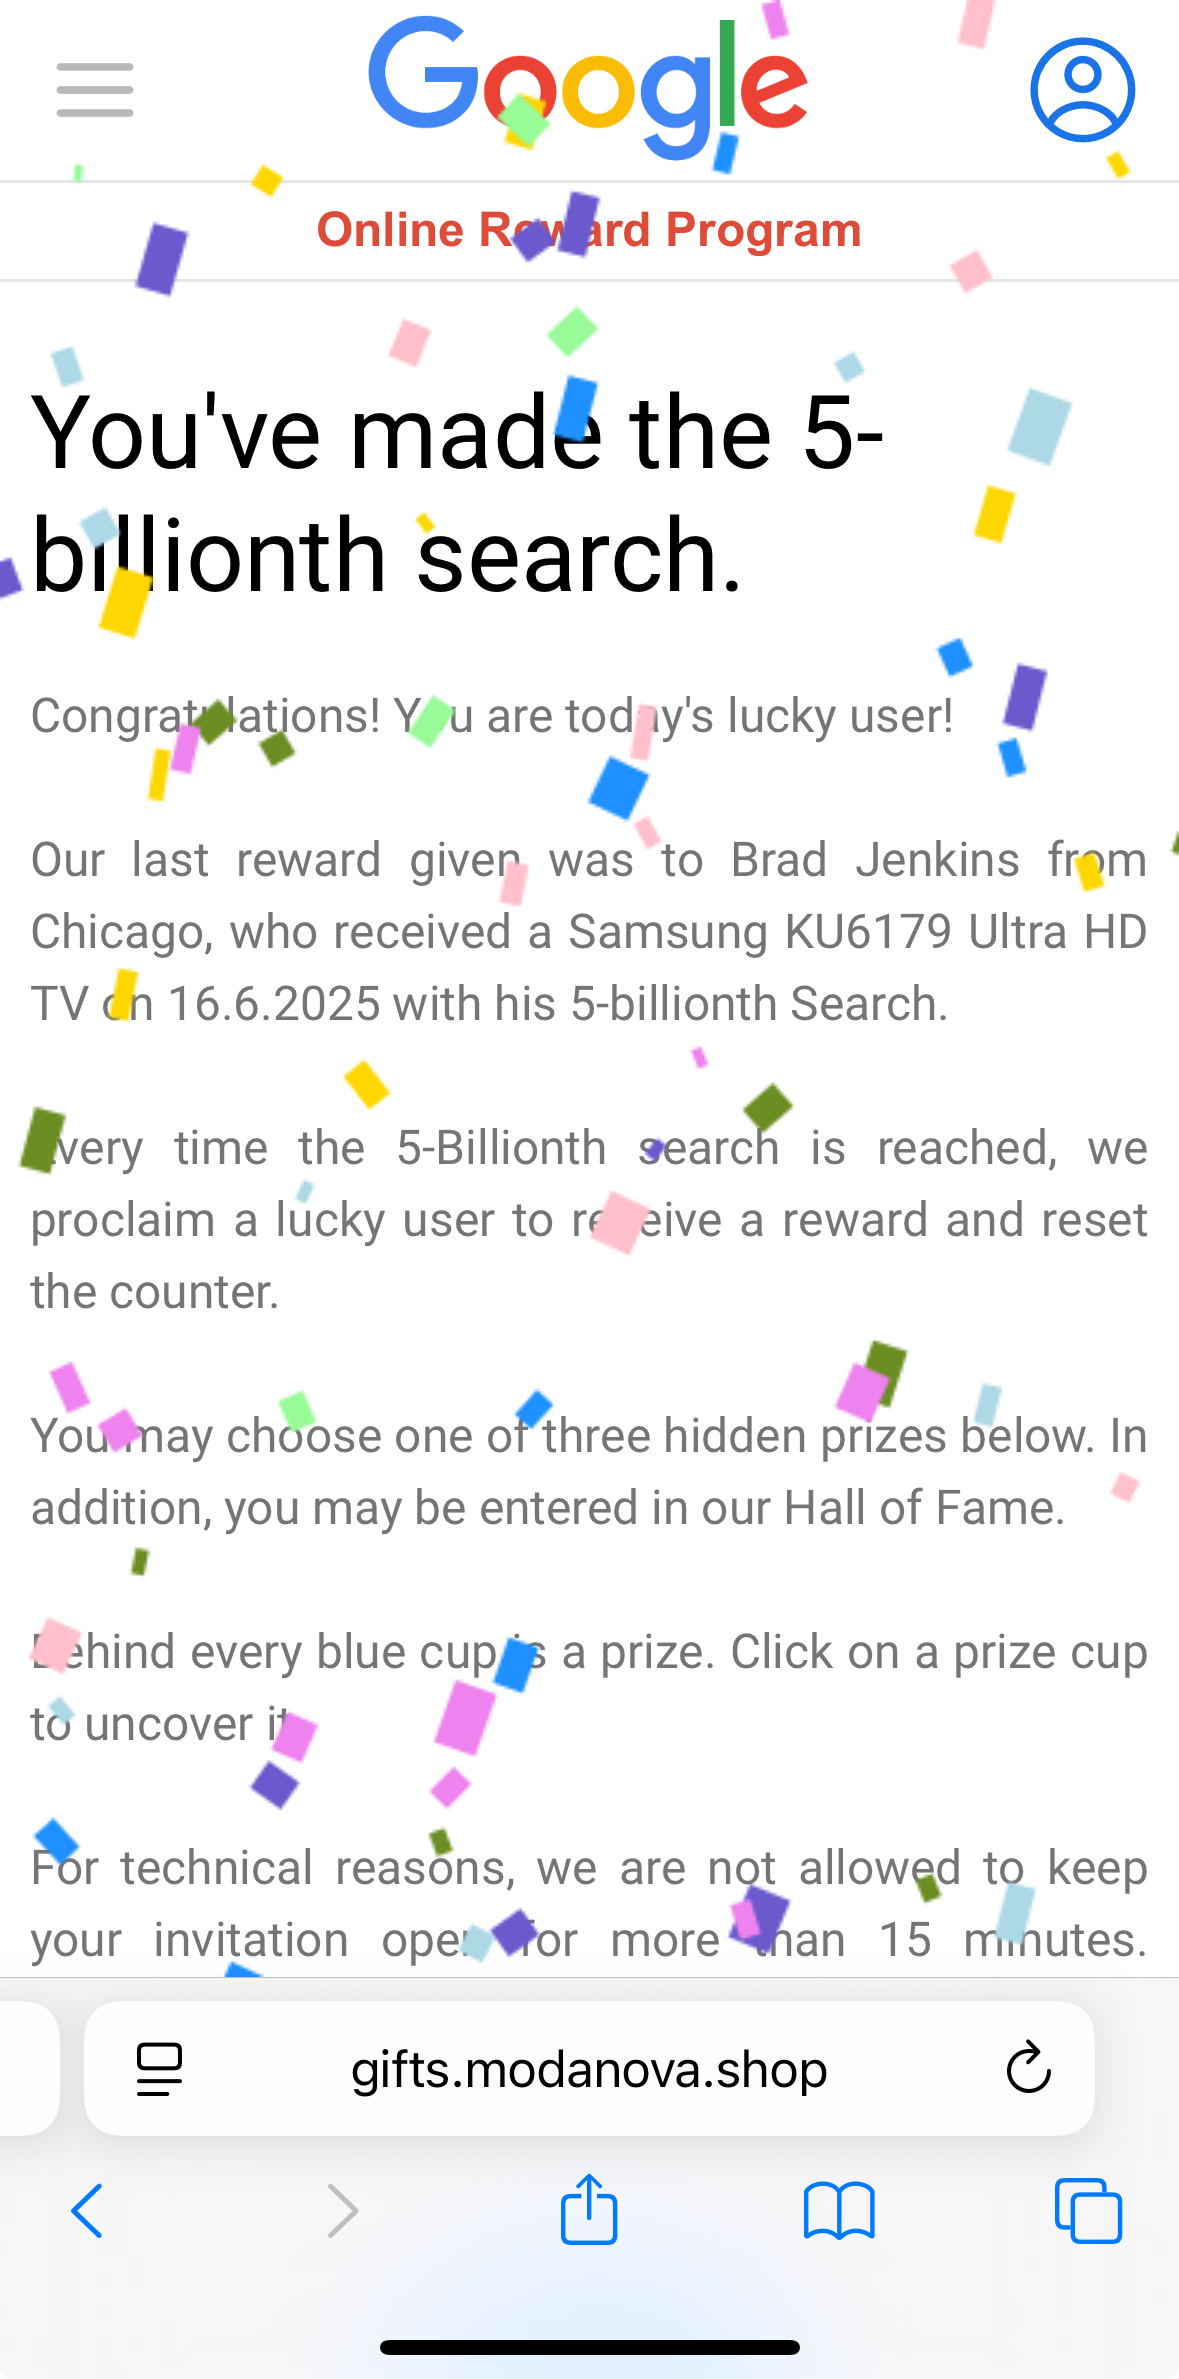 Google
Online Reward Program
You've made the 5-
billionth search.
Congratulations! You are today's lucky user!
Our last reward given was to Brad Jenkins from
Chicago, who received a Samsung KU6179 Ultra HD
TV on 16.6.2025 with his 5-billionth Search.
Every time the 5-Billionth search is reached, we
proclaim a lucky user to receive a reward and reset
the counter.
You may choose one of three hidden prizes below. In
addition, you may be entered in our Hall of Fame.
Behind every blue cup is a prize. Click on a prize cup
to uncover it.
For technical reasons, we are not allowed to keep
your invitation open for more than 15 minutes.
gifts.modanova.shop